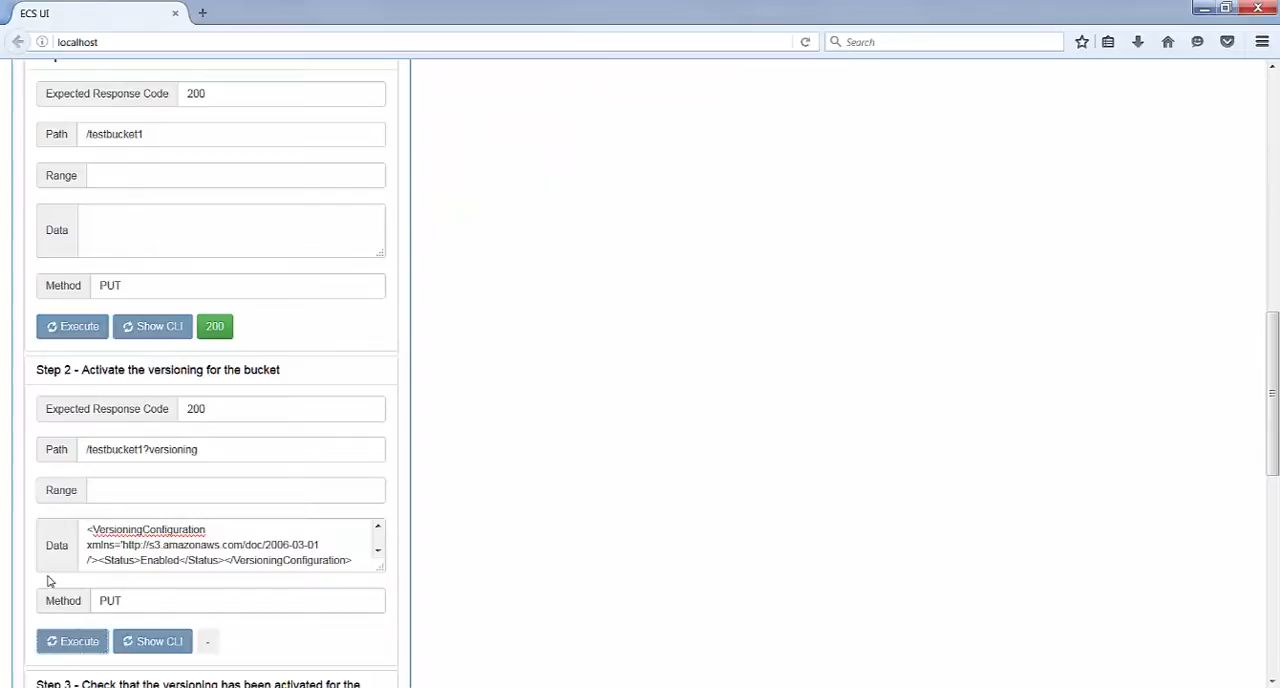 ECS UI
localhost
Search
Expected Response Code 200
Path /testbucket1
Range
Data
Method PUT
Execute Show CLI 200
Step 2 - Activate the versioning for the bucket
Expected Response Code 200
Path /testbucket1?versioning
Range
Data <VersioningConfiguration
xmlns='http://s3.amazonaws.com/doc/2006-03-01
/'><Status>Enabled</Status></VersioningConfiguration>
Method PUT
Execute Show CLI -
Step 3 - Check that the versioning has been activated for the